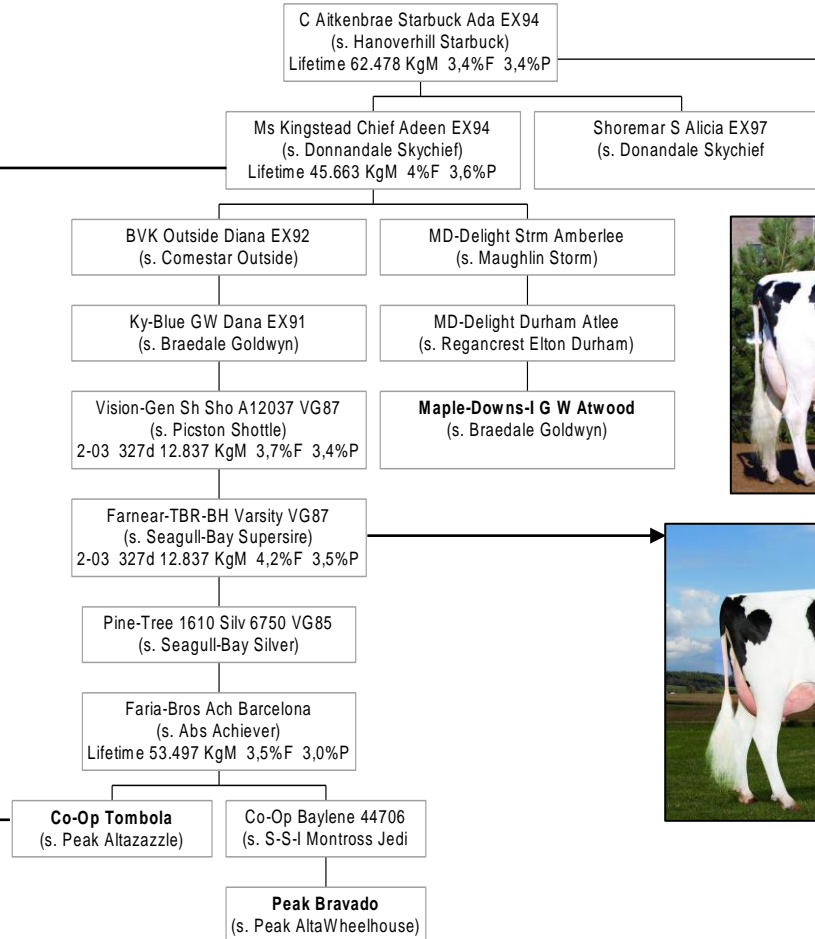 C Aitkenbrae Starbuck Ada EX94
(s. Hanoverhill Starbuck)
Lifetime 62.478 KgM 3,4%F 3,4%P
Ms Kingstead Chief Adeen EX94
(s. Donnandale Skychief)
Lifetime 45.663 KgM 4%F 3,6%P
Shoremar S Alicia EX97
(s. Donandale Skychief
BVK Outside Diana EX92
(s. Comestar Outside)
MD-Delight Strm Amberlee
(s. Maughlin Storm)
Ky-Blue GW Dana EX91
(s. Braedale Goldwyn)
MD-Delight Durham Atlee
(s. Regancrest Elton Durham)
Vision-Gen Sh Sho A12037 VG87
(s. Picston Shottle)
2-03 327d 12.837 KgM 3,7%F 3,4%P
Maple-Downs-I G W Atwood
(s. Braedale Goldwyn)
Farnear-TBR-BH Varsity VG87
(s. Seagull-Bay Supersire)
2-03 327d 12.837 KgM 4,2%F 3,5%P
Pine-Tree 1610 Silv 6750 VG85
(s. Seagull-Bay Silver)
Faria-Bros Ach Barcelona
(s. Abs Achiever)
Lifetime 53.497 KgM 3,5%F 3,0%P
Co-Op Tombola
(s. Peak Altazazzle)
Co-Op Baylene 44706
(s. S-S-I Montross Jedi
Peak Bravado
(s. Peak AltaWheelhouse)